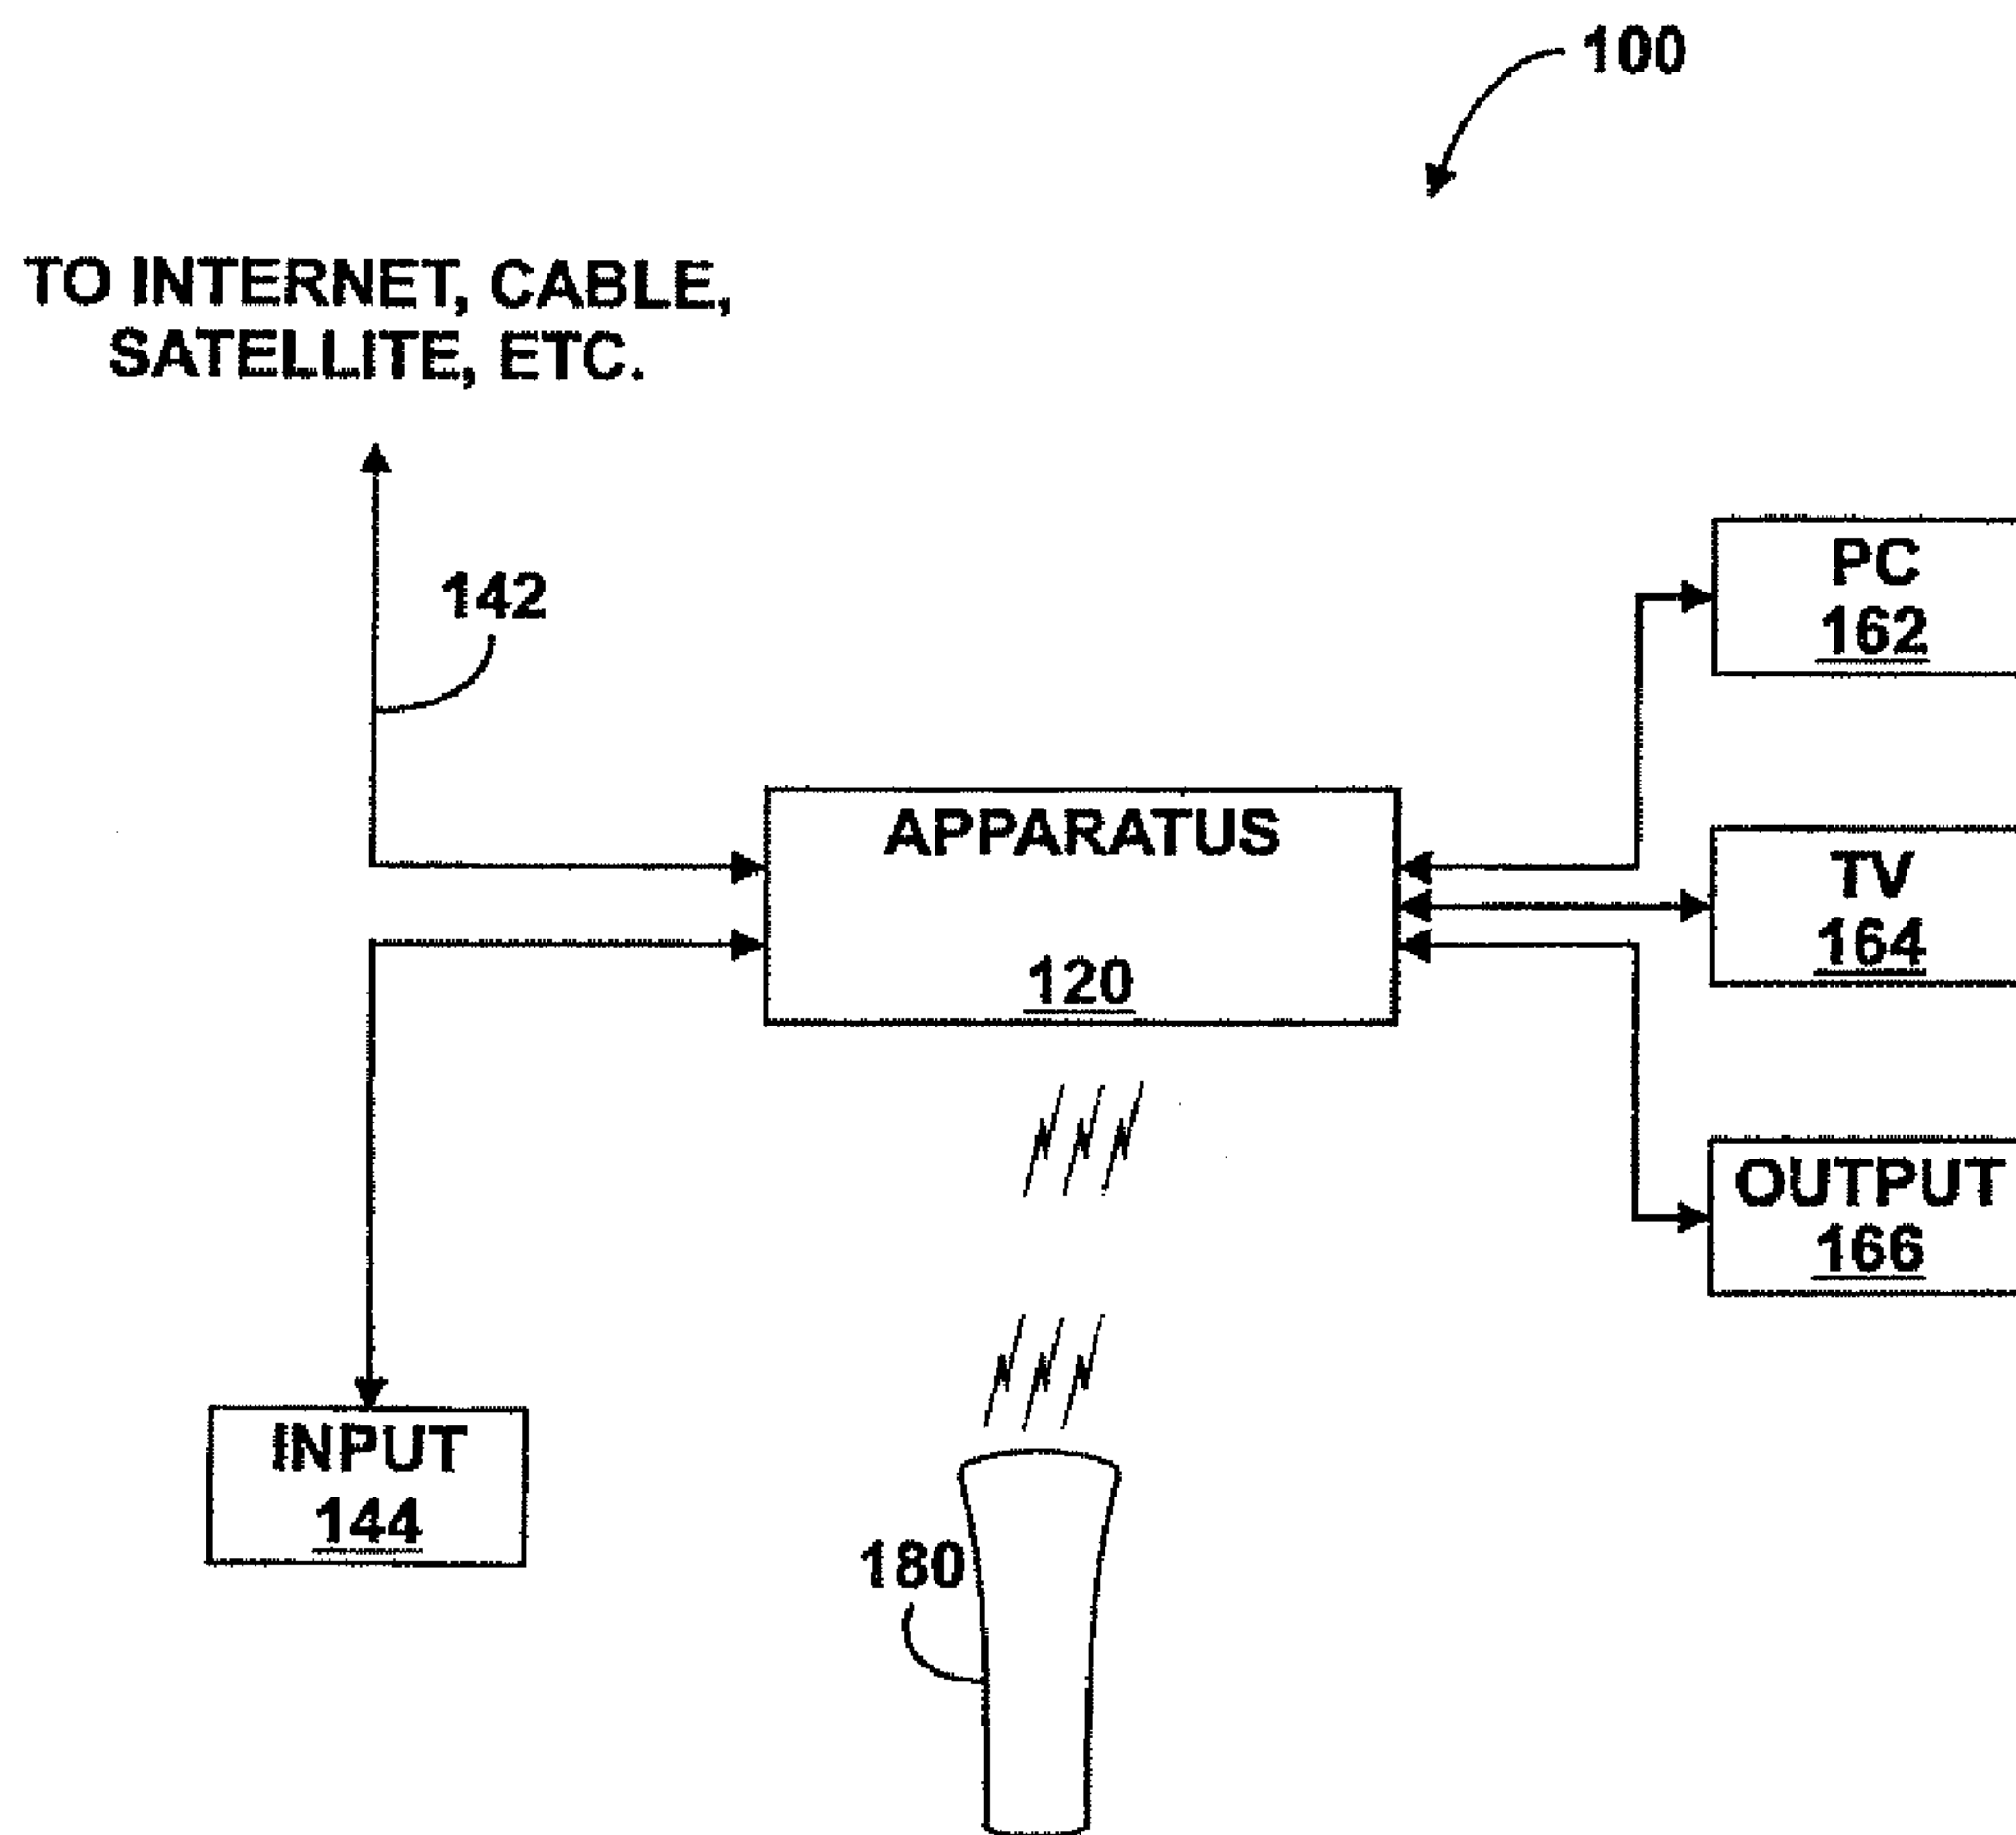 100
TO INTERNET, CABLE,
SATELLITE, ETC.
142
PC
162
APPARATUS
120
TV
164
OUTPUT
166
INPUT
144
180